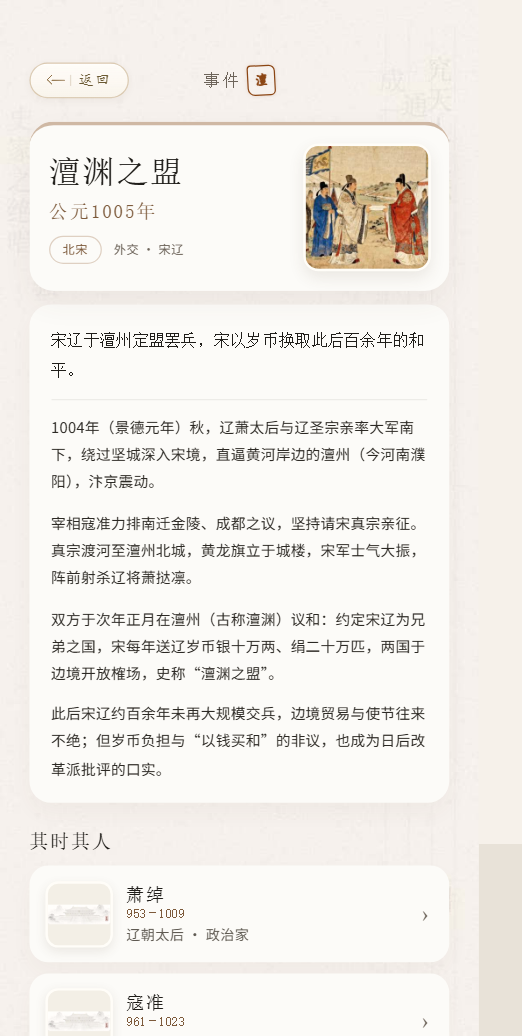 返回
事件
澶
澶渊之盟
公元1005年
北宋
外交 · 宋辽
宋辽于澶州定盟罢兵，宋以岁币换取此后百余年的和
平。
1004年（景德元年）秋，辽萧太后与辽圣宗亲率大军南
下，绕过坚城深入宋境，直逼黄河岸边的澶州（今河南濮
阳），汴京震动。
宰相寇准力排南迁金陵、成都之议，坚持请宋真宗亲征。
真宗渡河至澶州北城，黄龙旗立于城楼，宋军士气大振，
阵前射杀辽将萧挞凛。
双方于次年正月在澶州（古称澶渊）议和：约定宋辽为兄
弟之国，宋每年送辽岁币银十万两、绢二十万匹，两国于
边境开放榷场，史称“澶渊之盟”。
此后宋辽约百余年未再大规模交兵，边境贸易与使节往来
不绝；但岁币负担与“以钱买和”的非议，也成为日后改
革派批评的口实。
其时其人
萧绰
953－1009
辽朝太后 · 政治家
寇准
961－1023